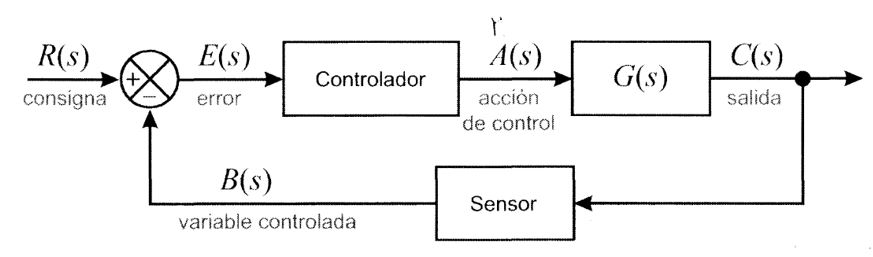 R(s)
consigna
+
−
E(s)
error
Controlador
A(s)
acción
de control
G(s)
C(s)
salida
B(s)
variable controlada
Sensor